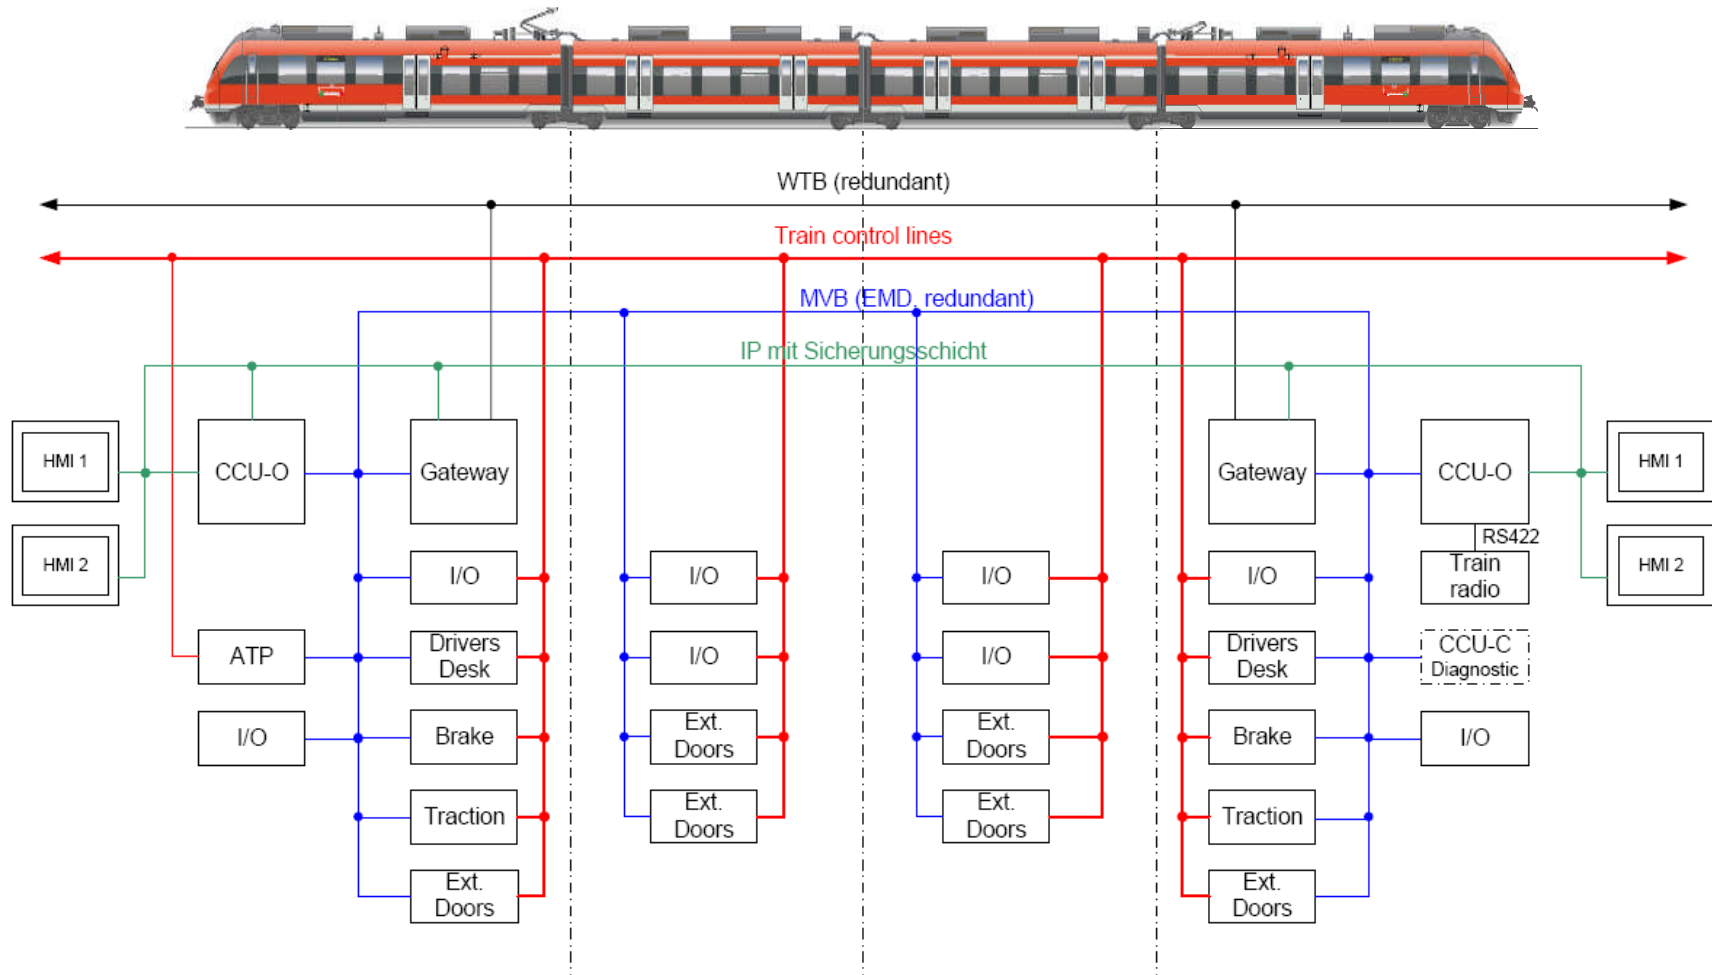 WTB (redundant)
Train control lines
MVB (EMD, redundant)
IP mit Sicherungsschicht
HMI 1
CCU-O
Gateway
Gateway
CCU-O
HMI 1
HMI 2
RS422
HMI 2
I/O
I/O
I/O
I/O
Train
radio
ATP
Drivers
Desk
I/O
I/O
Drivers
Desk
CCU-C
Diagnostic
I/O
Brake
Ext.
Doors
Ext.
Doors
Brake
I/O
Traction
Ext.
Doors
Ext.
Doors
Traction
Ext.
Doors
Ext.
Doors